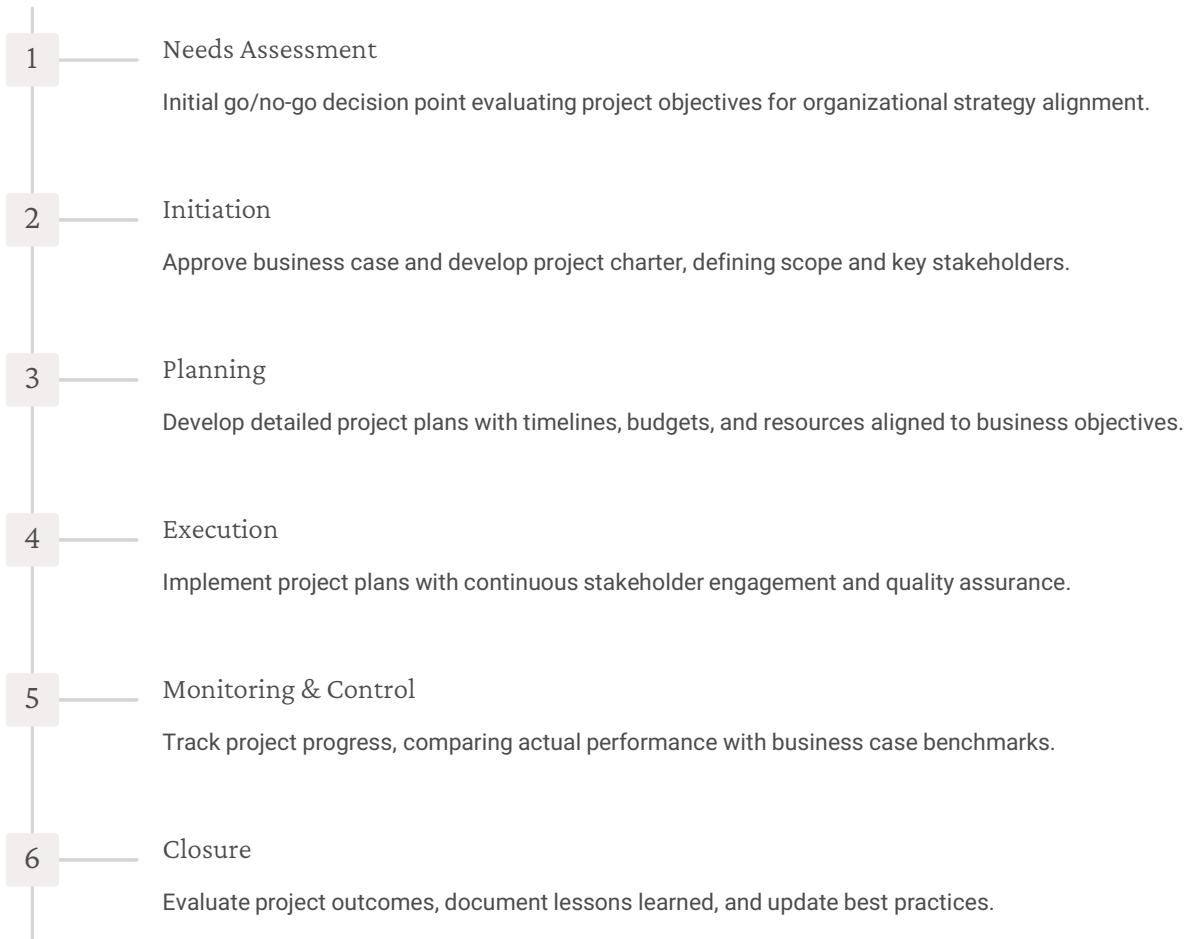 1
Needs Assessment
Initial go/no-go decision point evaluating project objectives for organizational strategy alignment.
2
Initiation
Approve business case and develop project charter, defining scope and key stakeholders.
3
Planning
Develop detailed project plans with timelines, budgets, and resources aligned to business objectives.
4
Execution
Implement project plans with continuous stakeholder engagement and quality assurance.
5
Monitoring & Control
Track project progress, comparing actual performance with business case benchmarks.
6
Closure
Evaluate project outcomes, document lessons learned, and update best practices.